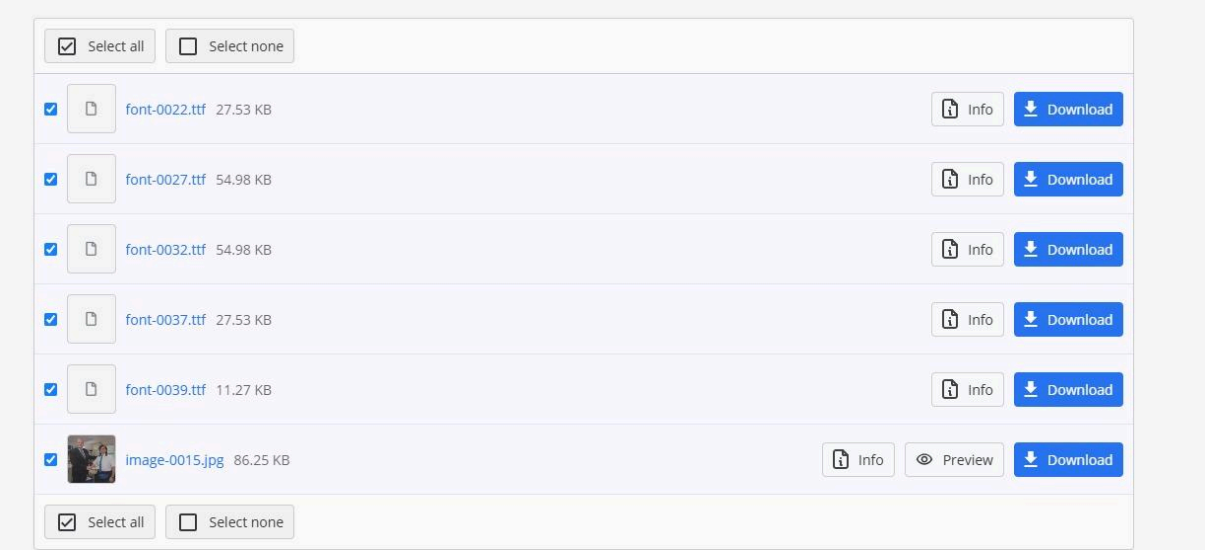 Select all Select none
font-0022.ttf 27.53 KB Info Download
font-0027.ttf 54.98 KB Info Download
font-0032.ttf 54.98 KB Info Download
font-0037.ttf 27.53 KB Info Download
font-0039.ttf 11.27 KB Info Download
image-0015.jpg 86.25 KB Info Preview Download
Select all Select none